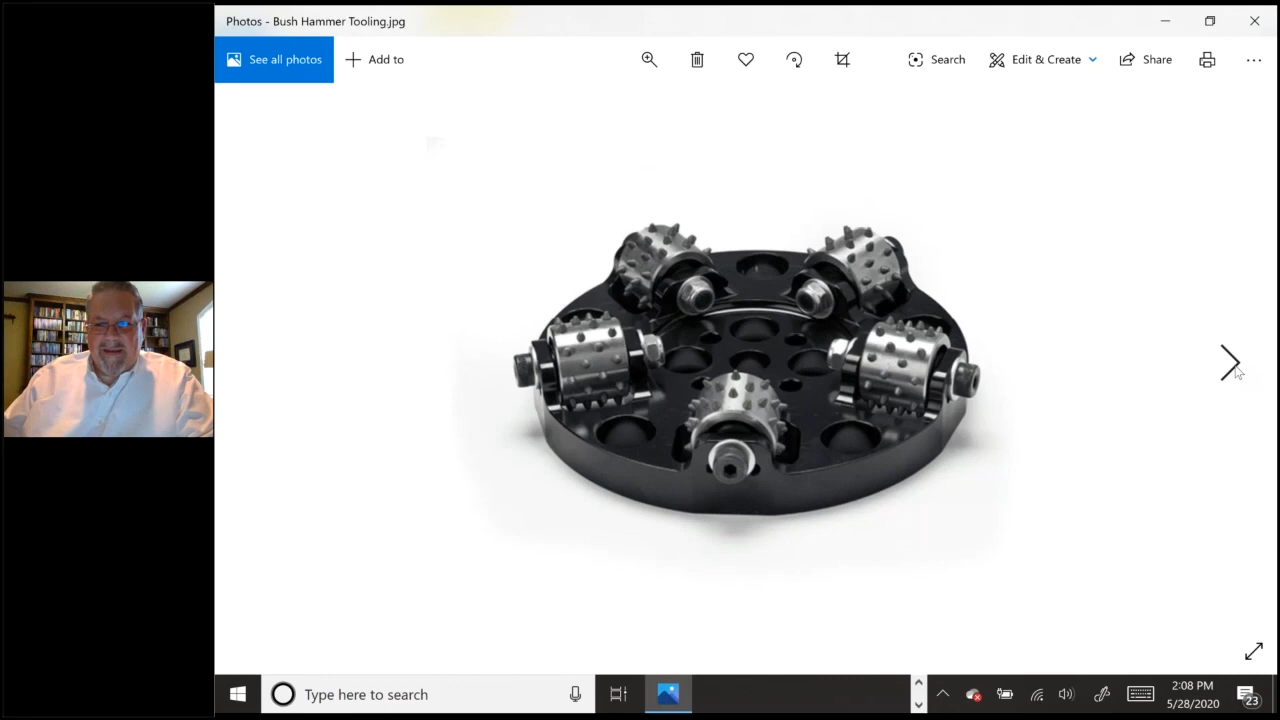 Photos - Bush Hammer Tooling.jpg
See all photos
Add to
Search
Edit & Create
Share
Type here to search
2:08 PM
5/28/2020
23